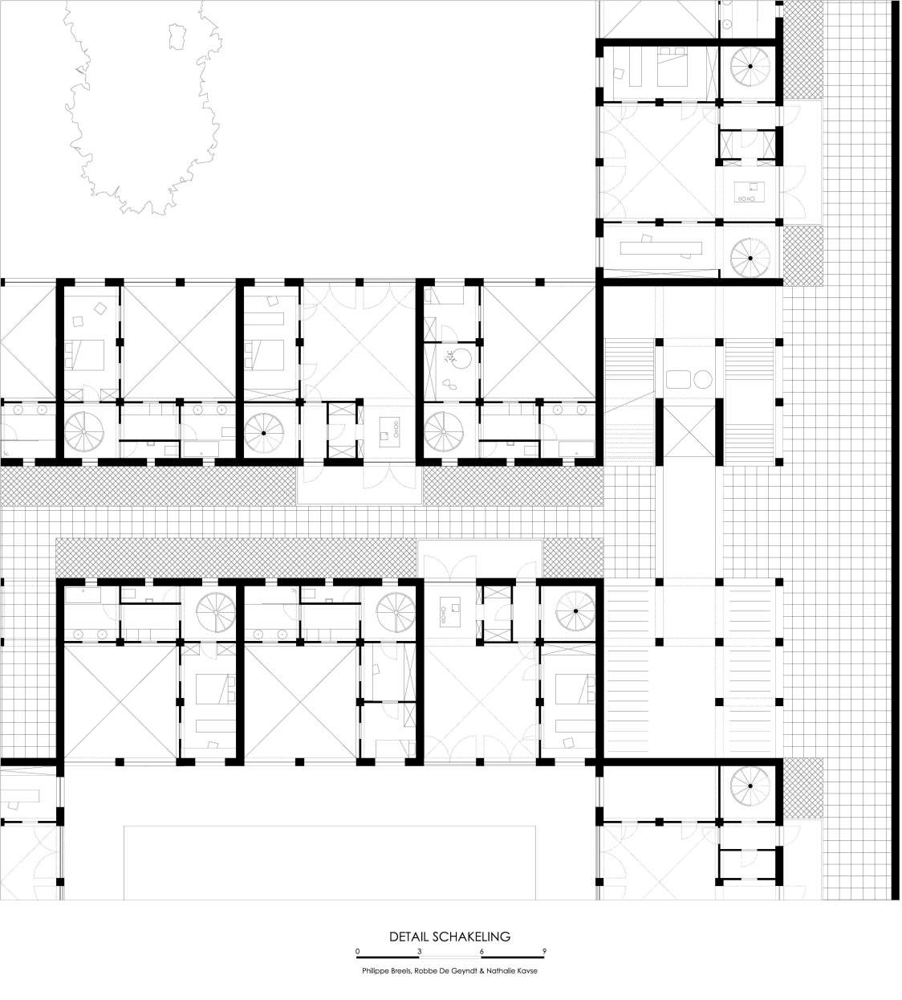 DETAIL SCHAKELING
0 3 6 9
Philippe Breels, Robbe De Geyndt & Nathalie Kavse